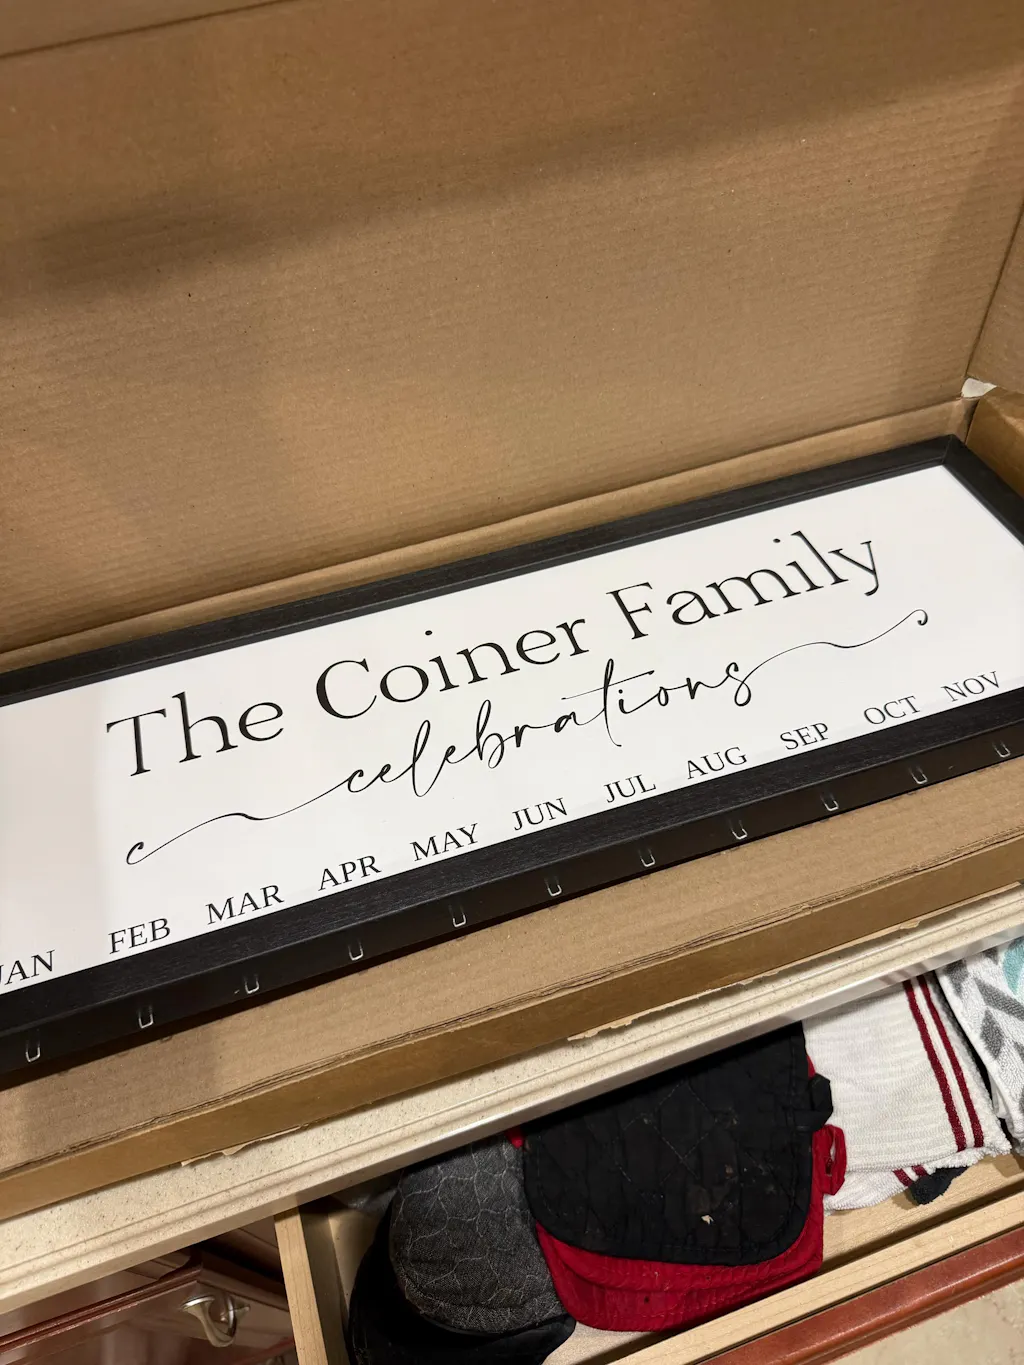 The Coiner Family
celebrations
JAN FEB MAR APR MAY JUN JUL AUG SEP OCT NOV